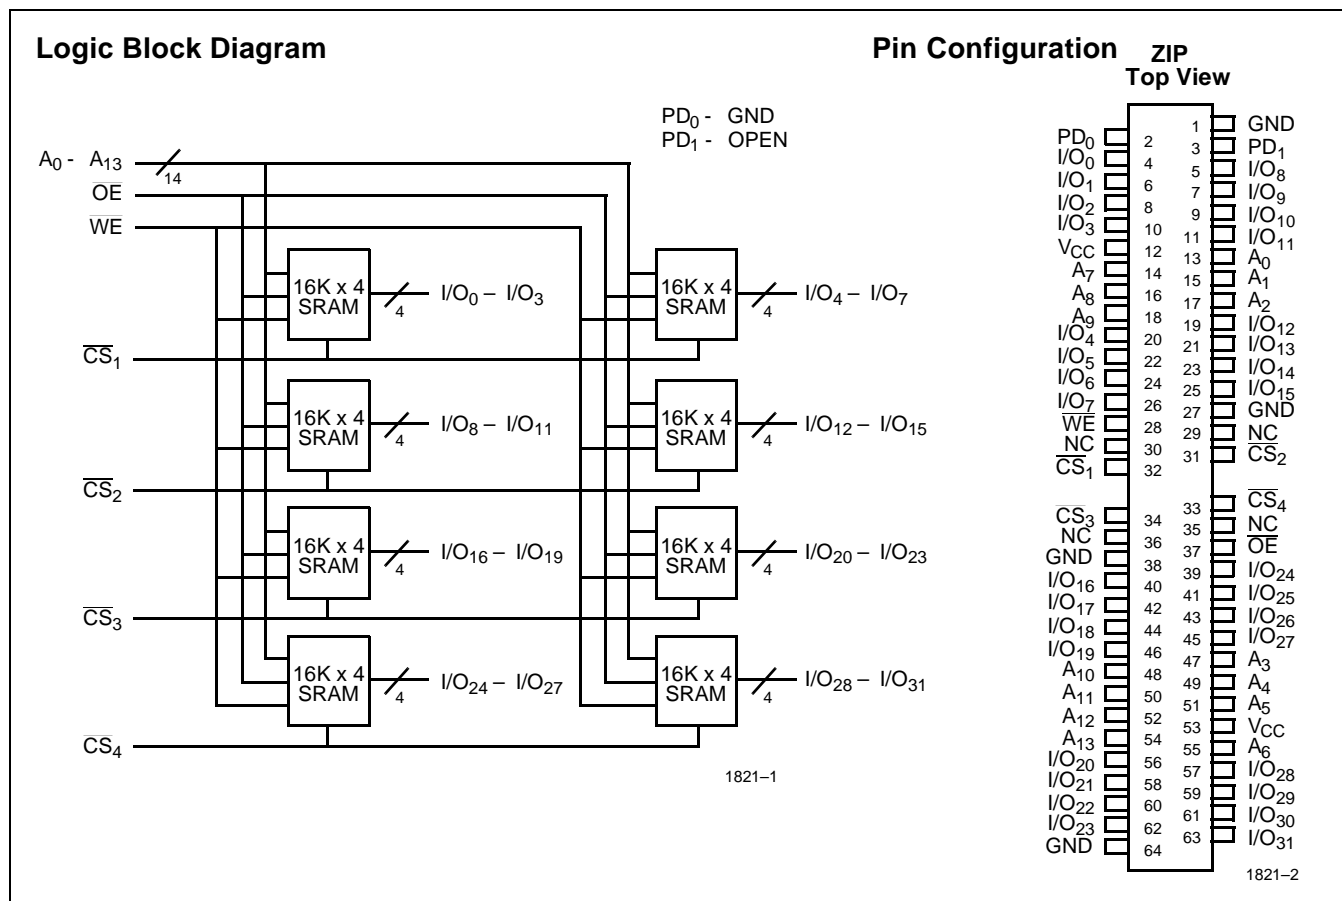 Logic Block Diagram
PD0 - GND
PD1 - OPEN
A0 - A13
14
OE
WE
16K x 4
SRAM
4
I/O0 – I/O3
16K x 4
SRAM
4
I/O4 – I/O7
CS1
16K x 4
SRAM
4
I/O8 – I/O11
16K x 4
SRAM
4
I/O12 – I/O15
CS2
16K x 4
SRAM
4
I/O16 – I/O19
16K x 4
SRAM
4
I/O20 – I/O23
CS3
16K x 4
SRAM
4
I/O24 – I/O27
16K x 4
SRAM
4
I/O28 – I/O31
CS4
1821–1
Pin Configuration
ZIP
Top View
1 GND
PD0 2
3 PD1
I/O0 4
5 I/O8
I/O1 6
7 I/O9
I/O2 8
9 I/O10
I/O3 10
11 I/O11
VCC 12
13 A0
A7 14
15 A1
A8 16
17 A2
A9 18
19 I/O12
I/O4 20
21 I/O13
I/O5 22
23 I/O14
I/O6 24
25 I/O15
I/O7 26
27 GND
WE 28
29 NC
NC 30
31 CS2
CS1 32
33 CS4
CS3 34
35 NC
NC 36
37 OE
GND 38
39 I/O24
I/O16 40
41 I/O25
I/O17 42
43 I/O26
I/O18 44
45 I/O27
I/O19 46
47 A3
A10 48
49 A4
A11 50
51 A5
A12 52
53 VCC
A13 54
55 A6
I/O20 56
57 I/O28
I/O21 58
59 I/O29
I/O22 60
61 I/O30
I/O23 62
63 I/O31
GND 64
1821–2